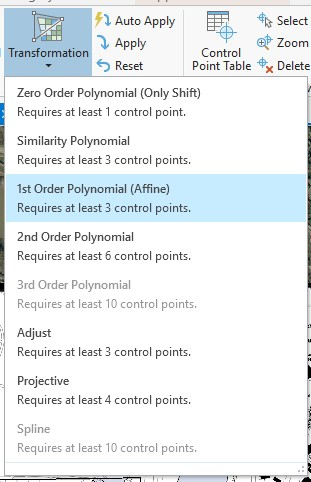 Transformation
Auto Apply
Apply
Reset
Control
Point Table
Select
Zoom
Delete
Zero Order Polynomial (Only Shift)
Requires at least 1 control point.
Similarity Polynomial
Requires at least 3 control points.
1st Order Polynomial (Affine)
Requires at least 3 control points.
2nd Order Polynomial
Requires at least 6 control points.
3rd Order Polynomial
Requires at least 10 control points.
Adjust
Requires at least 3 control points.
Projective
Requires at least 4 control points.
Spline
Requires at least 10 control points.